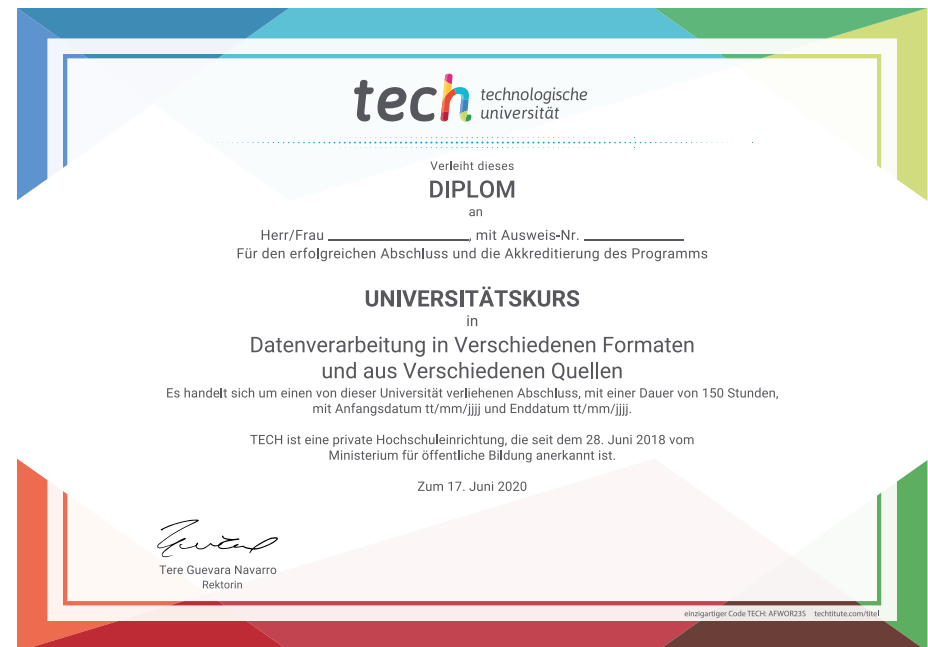 tech technologische
universität
Verleiht dieses
DIPLOM
an
Herr/Frau ____________________, mit Ausweis-Nr. ______________
Für den erfolgreichen Abschluss und die Akkreditierung des Programms
UNIVERSITÄTSKURS
in
Datenverarbeitung in Verschiedenen Formaten
und aus Verschiedenen Quellen
Es handelt sich um einen von dieser Universität verliehenen Abschluss, mit einer Dauer von 150 Stunden,
mit Anfangsdatum tt/mm/jjjj und Enddatum tt/mm/jjjj.
TECH ist eine private Hochschuleinrichtung, die seit dem 28. Juni 2018 vom
Ministerium für öffentliche Bildung anerkannt ist.
Zum 17. Juni 2020
Tere Guevara Navarro
Rektorin
einzigartiger Code TECH: AFWOR23S techtitute.com/titel